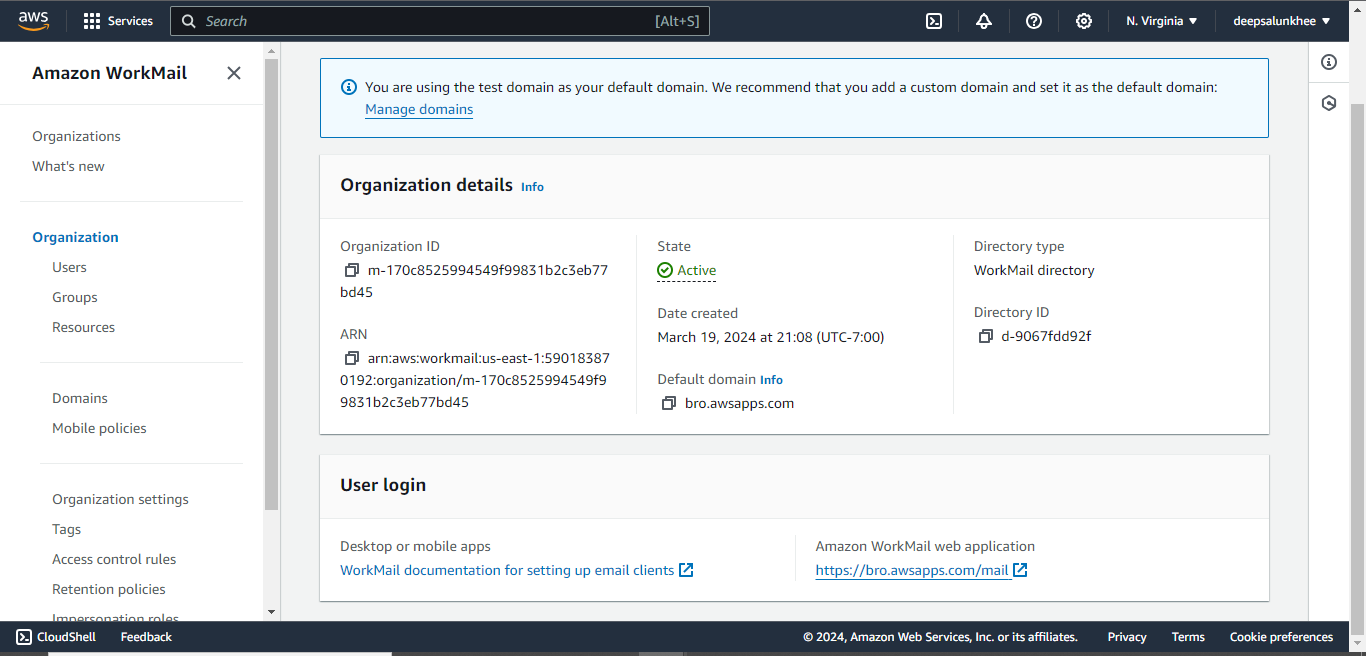 aws
Services
Search
[Alt+S]
N. Virginia
deepsalunkhee
Amazon WorkMail
Organizations
What's new
Organization
Users
Groups
Resources
Domains
Mobile policies
Organization settings
Tags
Access control rules
Retention policies
Impersonation roles
You are using the test domain as your default domain. We recommend that you add a custom domain and set it as the default domain:
Manage domains
Organization details Info
Organization ID
m-170c8525994549f99831b2c3eb77
bd45
ARN
arn:aws:workmail:us-east-1:59018387
0192:organization/m-170c8525994549f9
9831b2c3eb77bd45
State
Active
Date created
March 19, 2024 at 21:08 (UTC-7:00)
Default domain Info
bro.awsapps.com
Directory type
WorkMail directory
Directory ID
d-9067fdd92f
User login
Desktop or mobile apps
WorkMail documentation for setting up email clients
Amazon WorkMail web application
https://bro.awsapps.com/mail
CloudShell
Feedback
© 2024, Amazon Web Services, Inc. or its affiliates.
Privacy
Terms
Cookie preferences